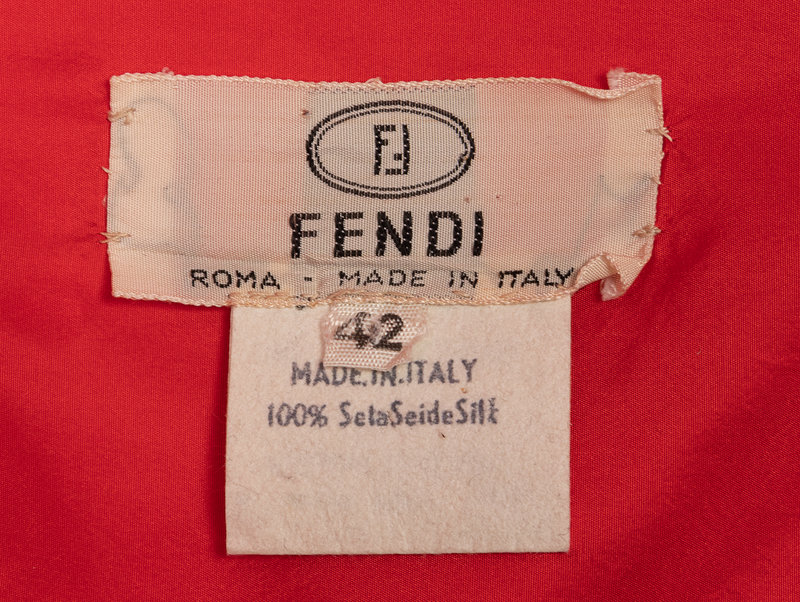 FF
FENDI
ROMA - MADE IN ITALY
42
MADE.IN.ITALY
100% SetaSeideSilk